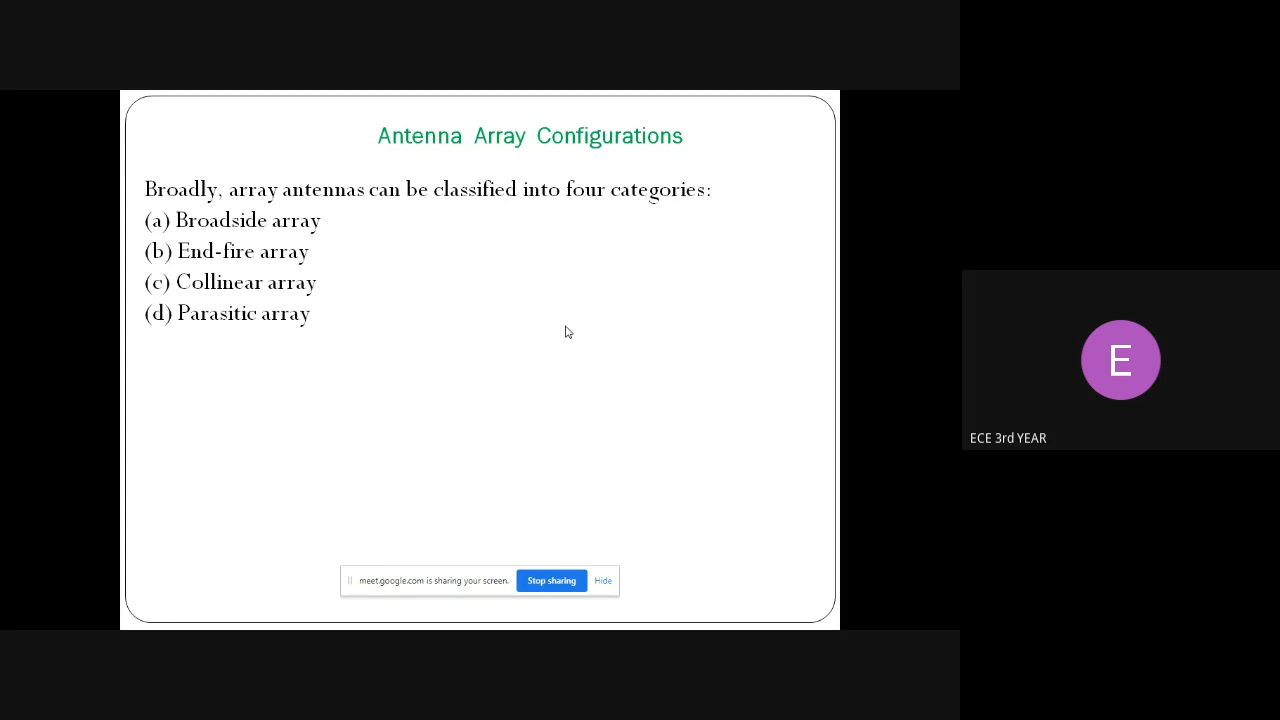 Antenna Array Configurations
Broadly, array antennas can be classified into four categories:
(a) Broadside array
(b) End-fire array
(c) Collinear array
(d) Parasitic array
meet.google.com is sharing your screen. Stop sharing Hide
E
ECE 3rd YEAR